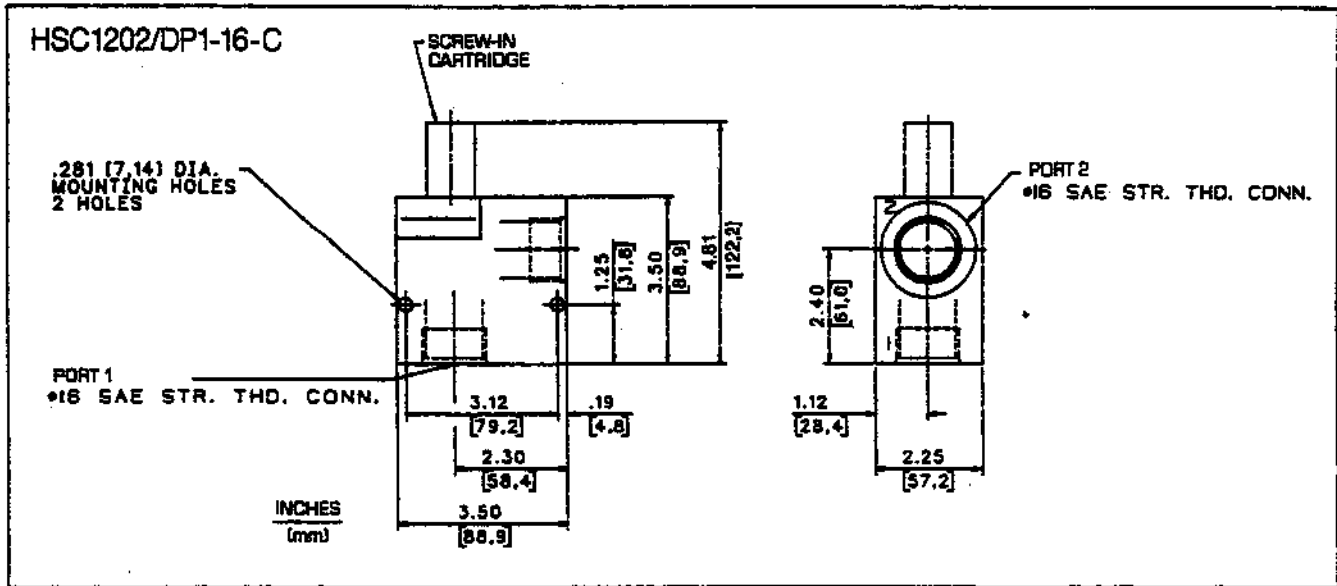 HSC1202/DP1-16-C
SCREW-IN
CARTRIDGE
.281 [7,14] DIA.
MOUNTING HOLES
2 HOLES
PORT 1
#16 SAE STR. THD. CONN.
1.25
[31,8]
3.50
[88,9]
4.81
[122,2]
3.12
[79,2]
.19
[4,8]
2.30
[58,4]
3.50
[88,9]
INCHES
[mm]
PORT 2
#16 SAE STR. THD. CONN.
2
2.40
[61,0]
1
1.12
[28,4]
2.25
[57,2]